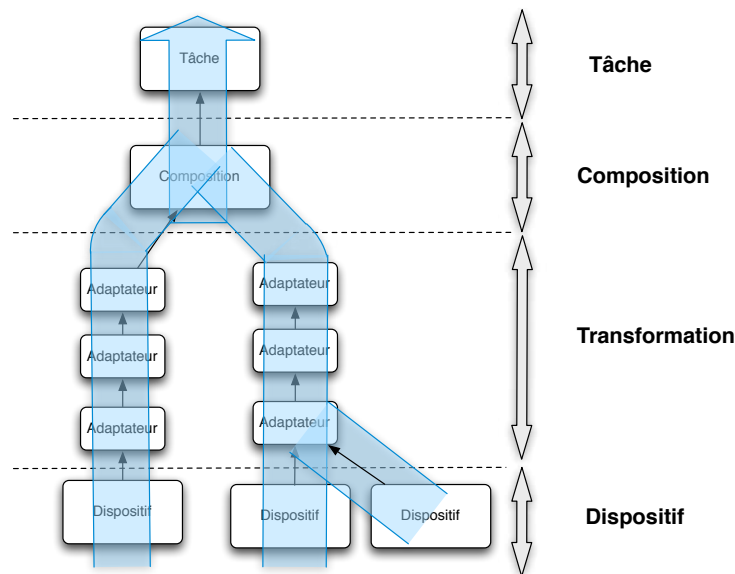 Tâche
Tâche
Composition
Composition
Adaptateur
Adaptateur
Transformation
Adaptateur
Adaptateur
Adaptateur
Adaptateur
Dispositif
Dispositif
Dispositif
Dispositif